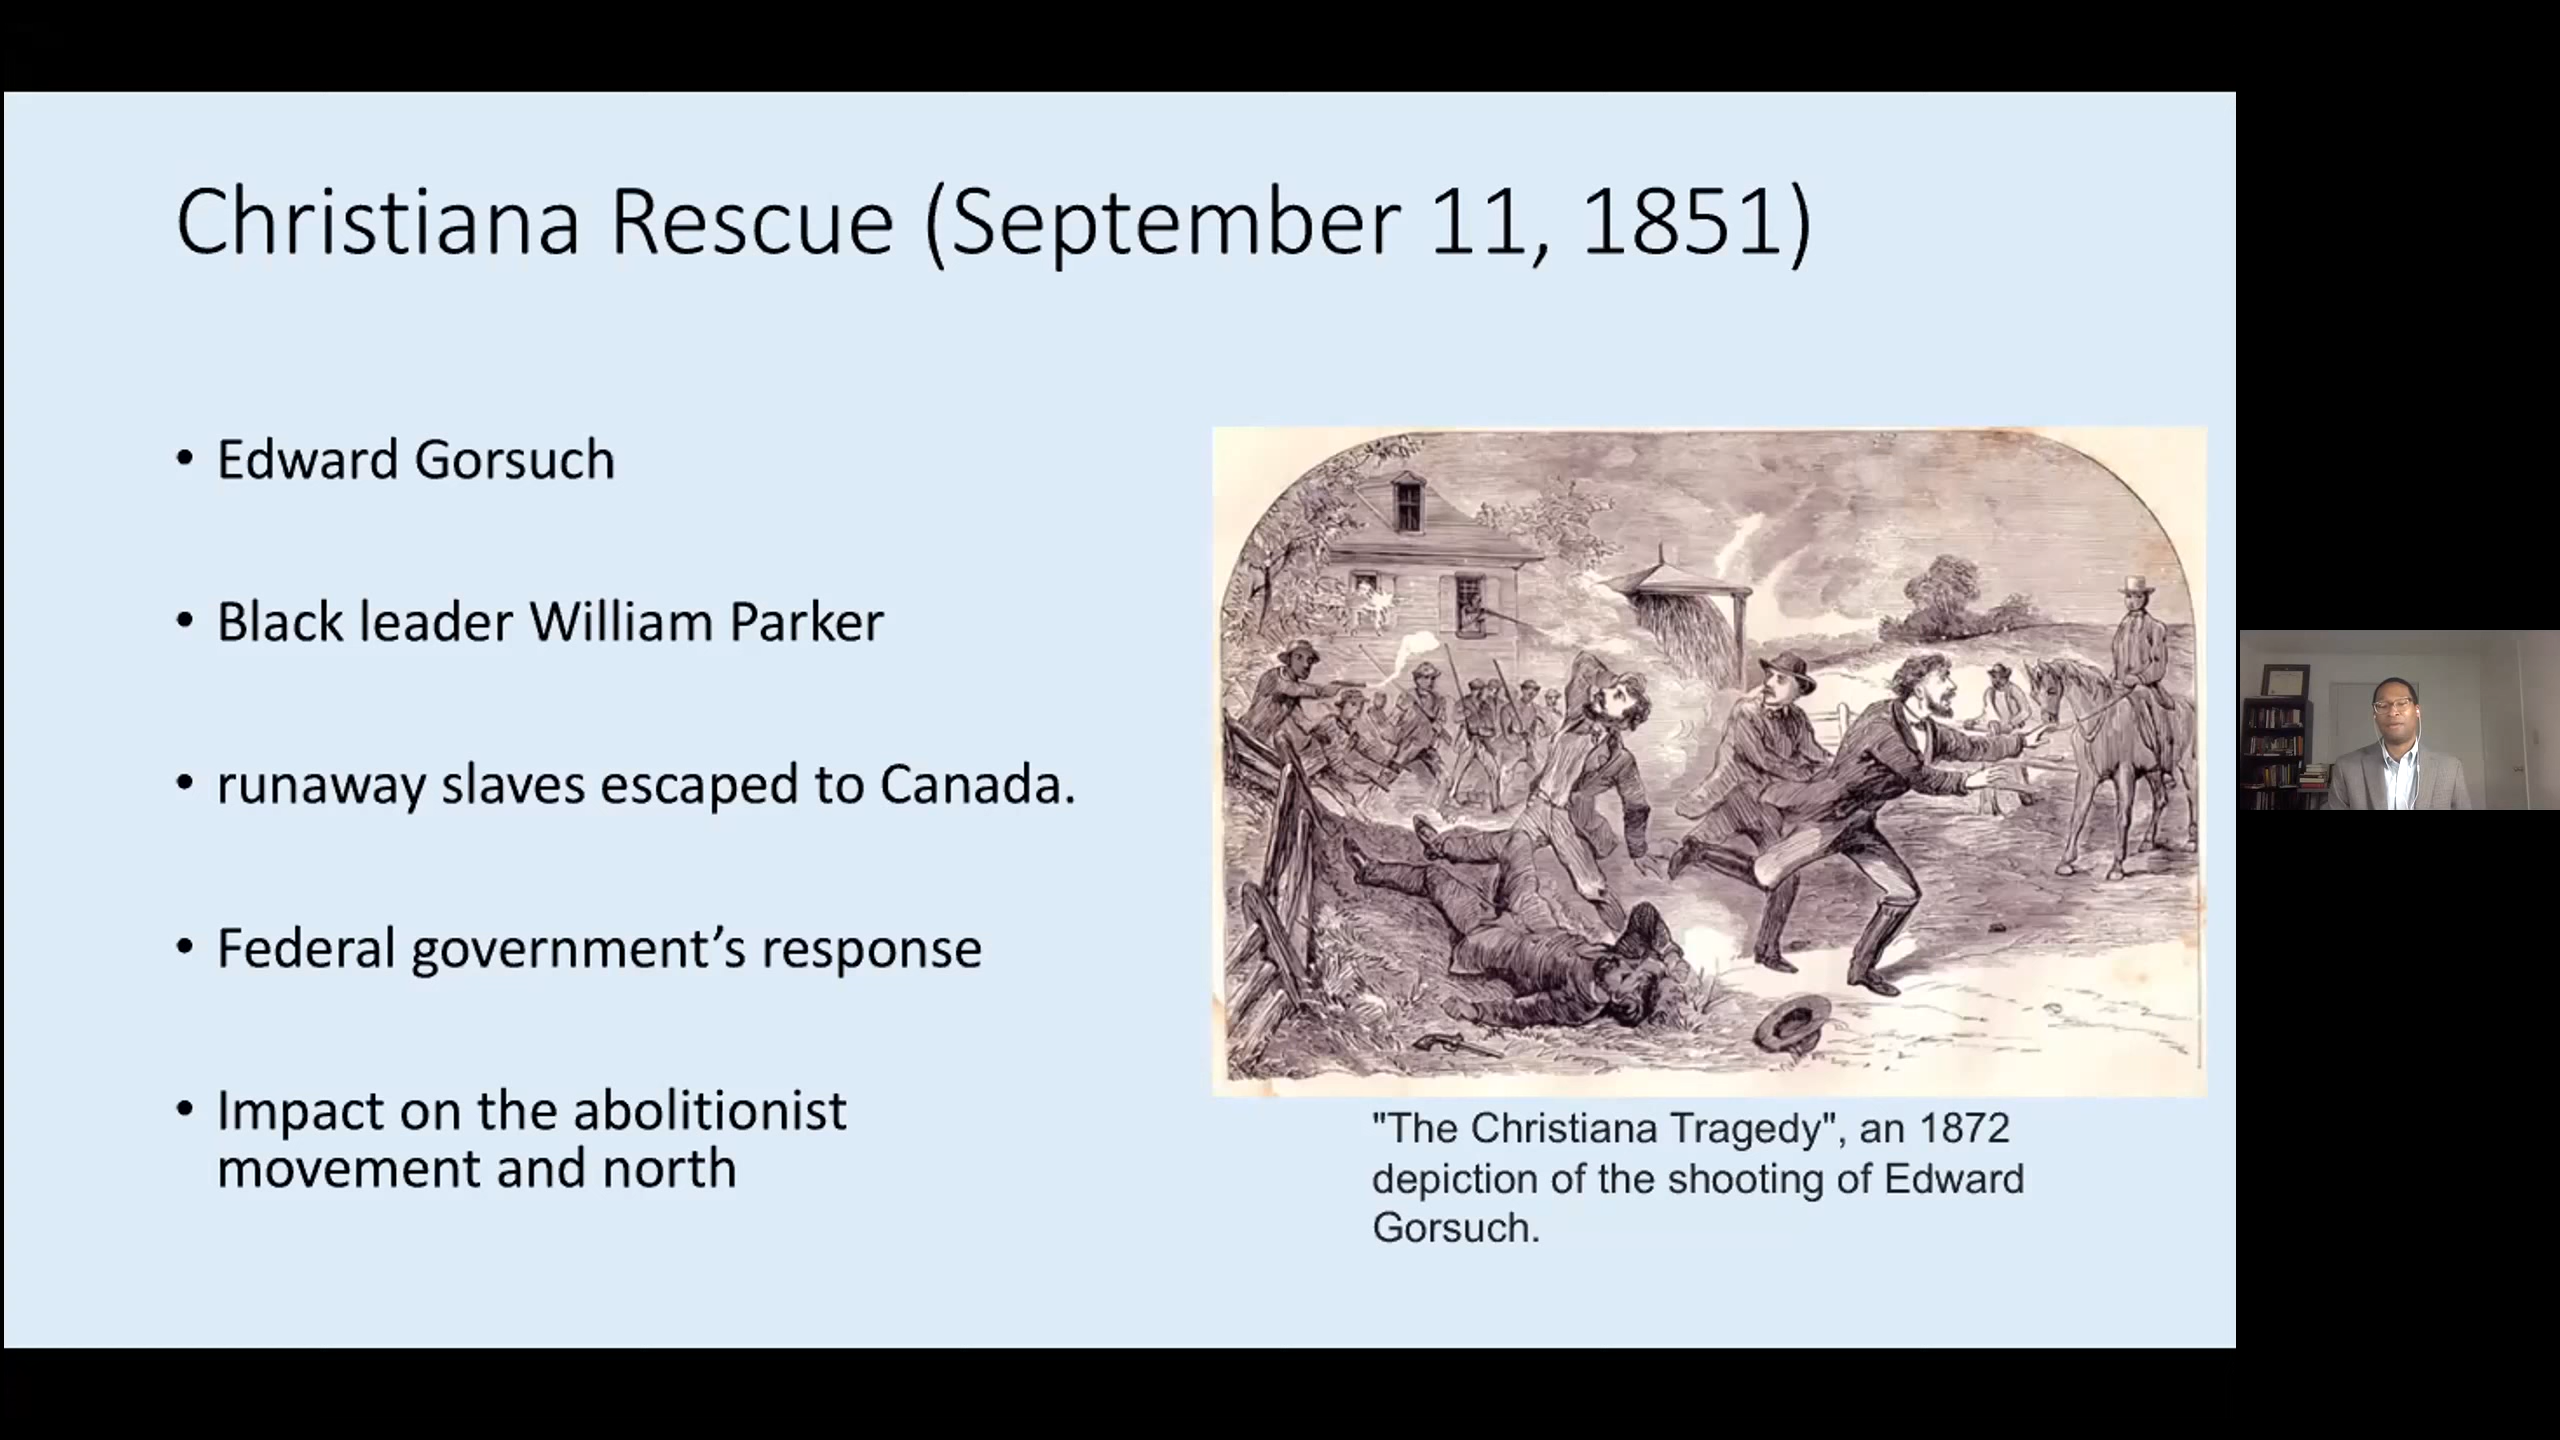 Christiana Rescue (September 11, 1851)
• Edward Gorsuch
• Black leader William Parker
• runaway slaves escaped to Canada.
• Federal government’s response
• Impact on the abolitionist
movement and north
"The Christiana Tragedy", an 1872
depiction of the shooting of Edward
Gorsuch.